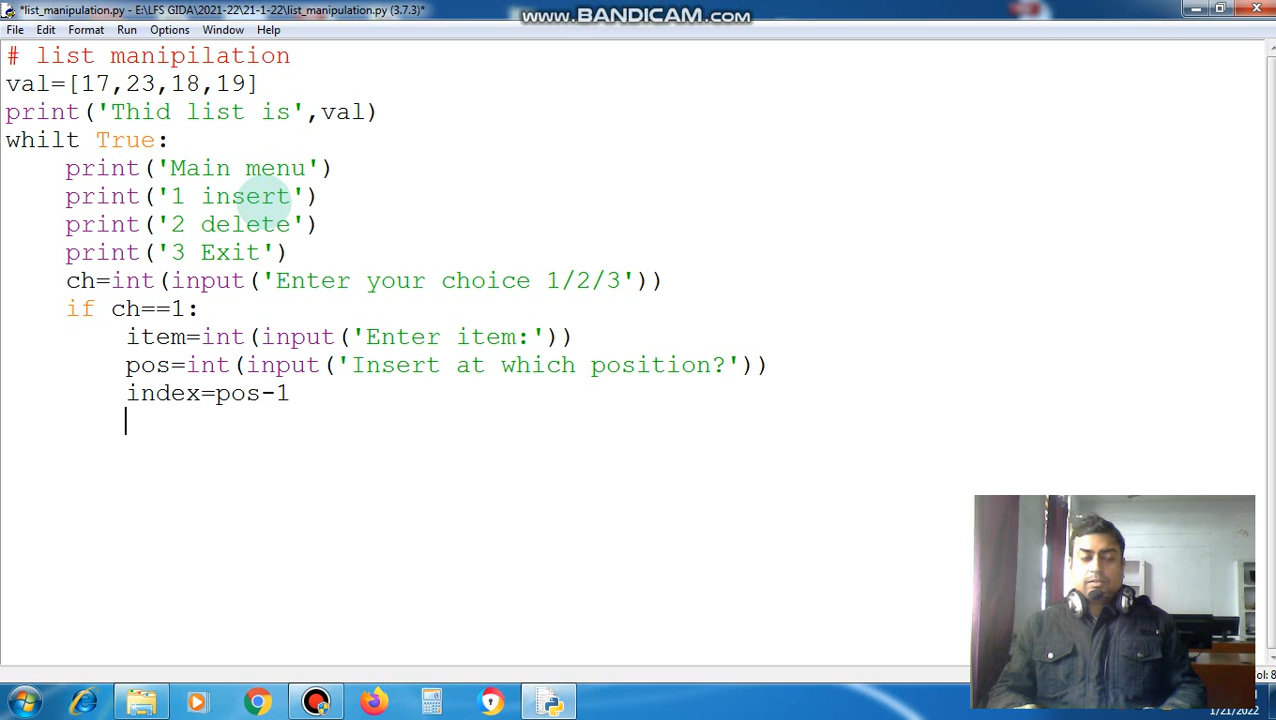 *list_manipulation.py - E:\LFS GIDA\2021-22\21-1-22\list_manipulation.py (3.7.3)*
www.BANDICAM.com
File Edit Format Run Options Window Help
# list manipilation
val=[17,23,18,19]
print('Thid list is',val)
whilt True:
    print('Main menu')
    print('1 insert')
    print('2 delete')
    print('3 Exit')
    ch=int(input('Enter your choice 1/2/3'))
    if ch==1:
        item=int(input('Enter item:'))
        pos=int(input('Insert at which position?'))
        index=pos-1
1/21/2022